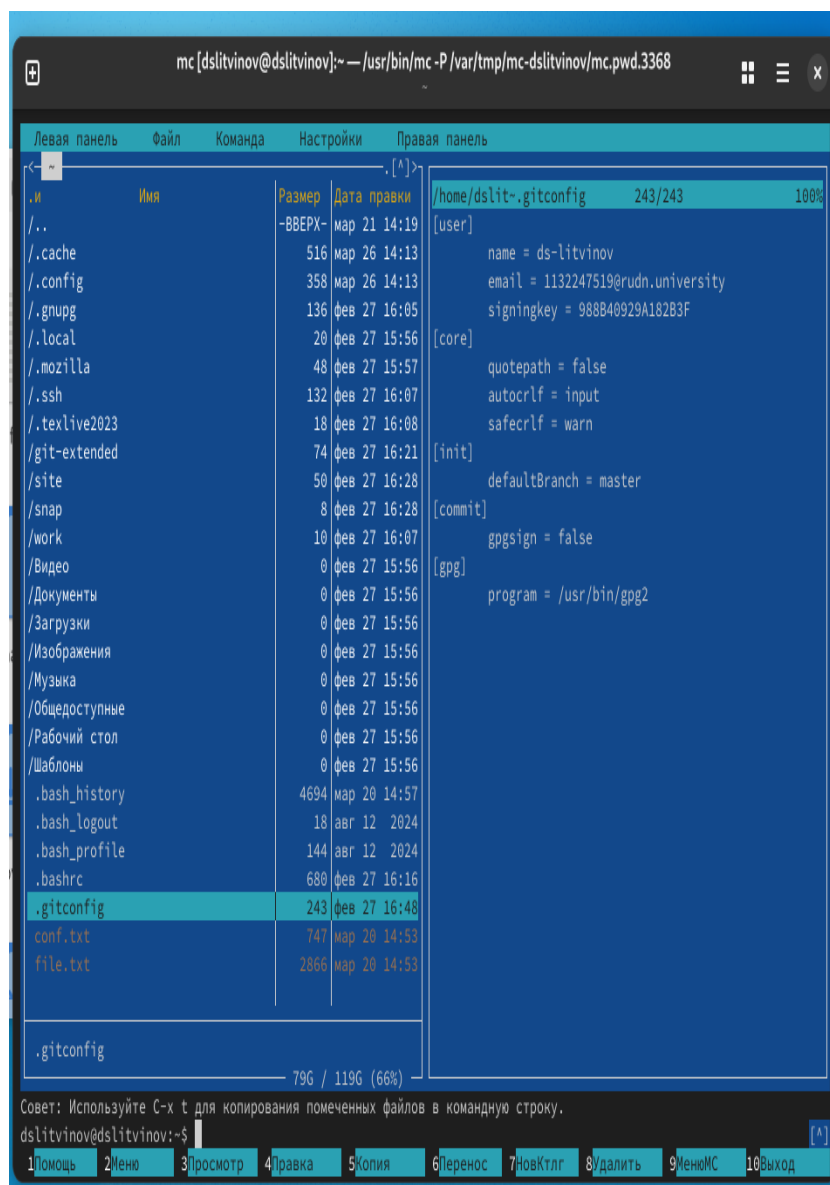 mc [dslitvinov@dslitvinov]:~ — /usr/bin/mc -P /var/tmp/mc-dslitvinov/mc.pwd.3368
~
Левая панель Файл Команда Настройки Правая панель
<- ~ .[^]>
.и Имя Размер Дата правки
/.. -ВВЕРХ- мар 21 14:19
/.cache 516 мар 26 14:13
/.config 358 мар 26 14:13
/.gnupg 136 фев 27 16:05
/.local 20 фев 27 15:56
/.mozilla 48 фев 27 15:57
/.ssh 132 фев 27 16:07
/.texlive2023 18 фев 27 16:08
/git-extended 74 фев 27 16:21
/site 50 фев 27 16:28
/snap 8 фев 27 16:28
/work 10 фев 27 16:07
/Видео 0 фев 27 15:56
/Документы 0 фев 27 15:56
/Загрузки 0 фев 27 15:56
/Изображения 0 фев 27 15:56
/Музыка 0 фев 27 15:56
/Общедоступные 0 фев 27 15:56
/Рабочий стол 0 фев 27 15:56
/Шаблоны 0 фев 27 15:56
.bash_history 4694 мар 20 14:57
.bash_logout 18 авг 12 2024
.bash_profile 144 авг 12 2024
.bashrc 680 фев 27 16:16
.gitconfig 243 фев 27 16:48
conf.txt 747 мар 20 14:53
file.txt 2866 мар 20 14:53
.gitconfig
79G / 119G (66%)
/home/dslit~.gitconfig 243/243 100%
[user]
name = ds-litvinov
email = 1132247519@rudn.university
signingkey = 988B40929A182B3F
[core]
quotepath = false
autocrlf = input
safecrlf = warn
[init]
defaultBranch = master
[commit]
gpgsign = false
[gpg]
program = /usr/bin/gpg2
Совет: Используйте C-x t для копирования помеченных файлов в командную строку.
dslitvinov@dslitvinov:~$ [^]
1Помощь 2Меню 3Просмотр 4Правка 5Копия 6Перенос 7НовКтлг 8Удалить 9МенюMC 10Выход